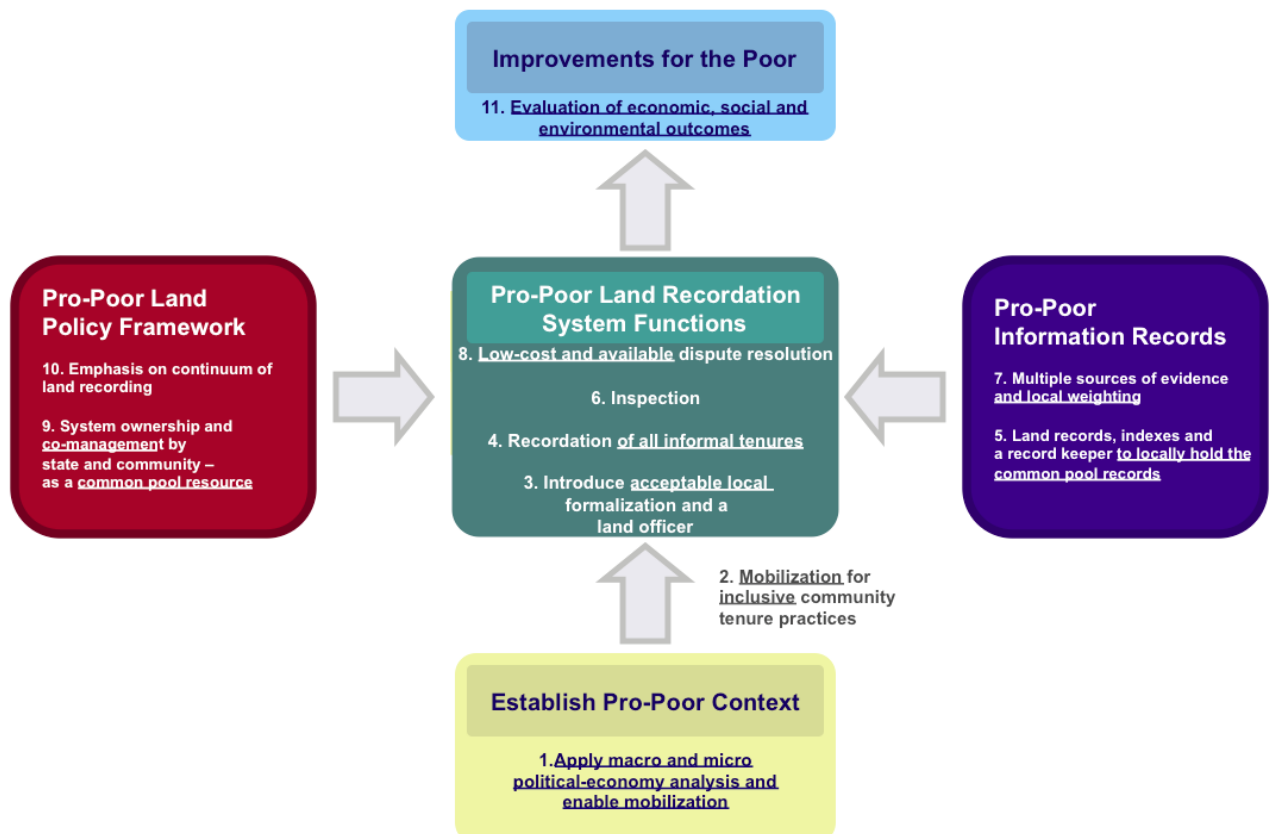 Improvements for the Poor
11. Evaluation of economic, social and
environmental outcomes
Pro-Poor Land
Policy Framework
10. Emphasis on continuum of
land recording
9. System ownership and
co-management by
state and community –
as a common pool resource
Pro-Poor Land Recordation
System Functions
8. Low-cost and available dispute resolution
6. Inspection
4. Recordation of all informal tenures
3. Introduce acceptable local
formalization and a
land officer
Pro-Poor
Information Records
7. Multiple sources of evidence
and local weighting
5. Land records, indexes and
a record keeper to locally hold the
common pool records
2. Mobilization for
inclusive community
tenure practices
Establish Pro-Poor Context
1.Apply macro and micro
political-economy analysis and
enable mobilization